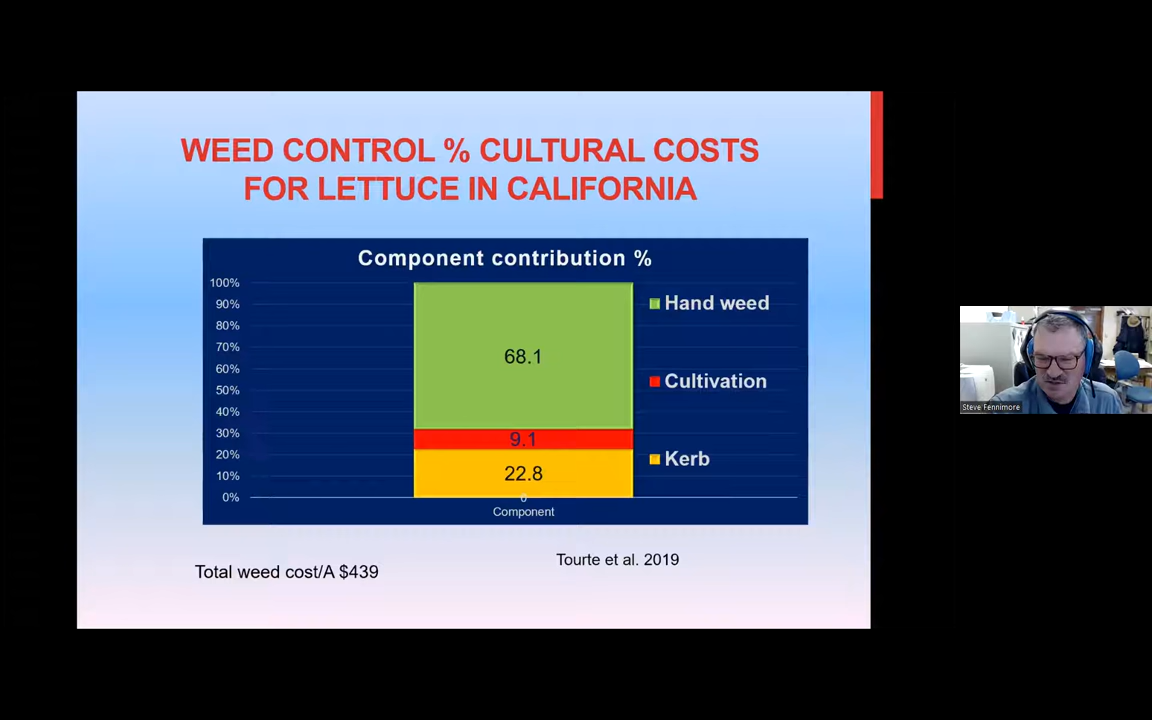 WEED CONTROL % CULTURAL COSTS
FOR LETTUCE IN CALIFORNIA
Component contribution %
100%
90%
80%
70%
60%
50%
40%
30%
20%
10%
0%
68.1
9.1
22.8
0
Component
Hand weed
Cultivation
Kerb
Total weed cost/A $439
Tourte et al. 2019
Steve Fennimore